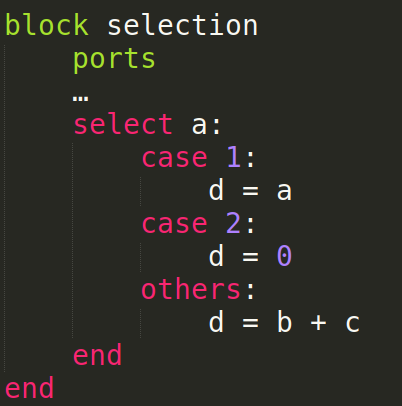 block selection
    ports
    …
    select a:
        case 1:
            d = a
        case 2:
            d = 0
        others:
            d = b + c
    end
end